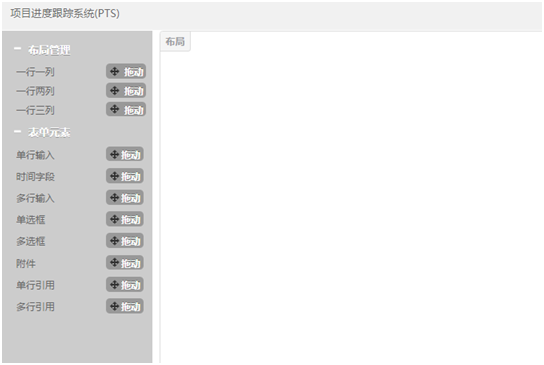 项目进度跟踪系统(PTS)
布局管理
一行一列 拖动
一行两列 拖动
一行三列 拖动
表单元素
单行输入 拖动
时间字段 拖动
多行输入 拖动
单选框 拖动
多选框 拖动
附件 拖动
单行引用 拖动
多行引用 拖动
布局